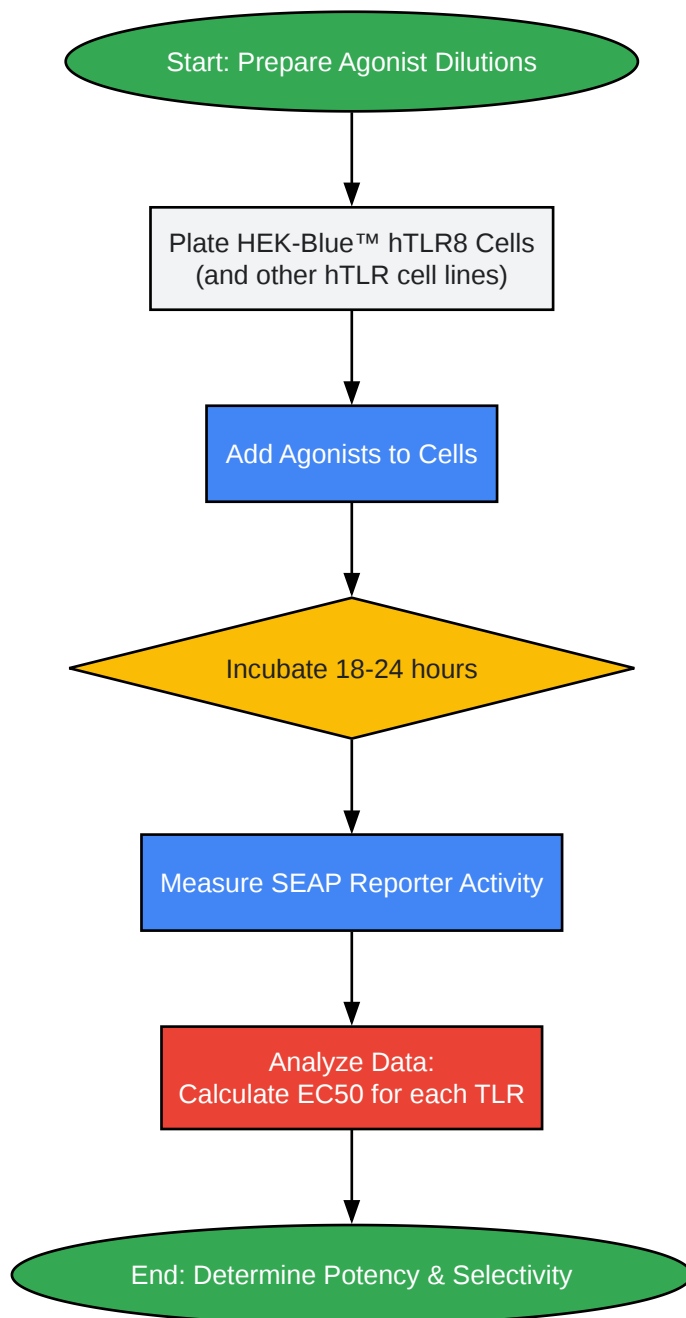 Start: Prepare Agonist Dilutions
Plate HEK-Blue™ hTLR8 Cells
(and other hTLR cell lines)
Add Agonists to Cells
Incubate 18-24 hours
Measure SEAP Reporter Activity
Analyze Data:
Calculate EC50 for each TLR
End: Determine Potency & Selectivity